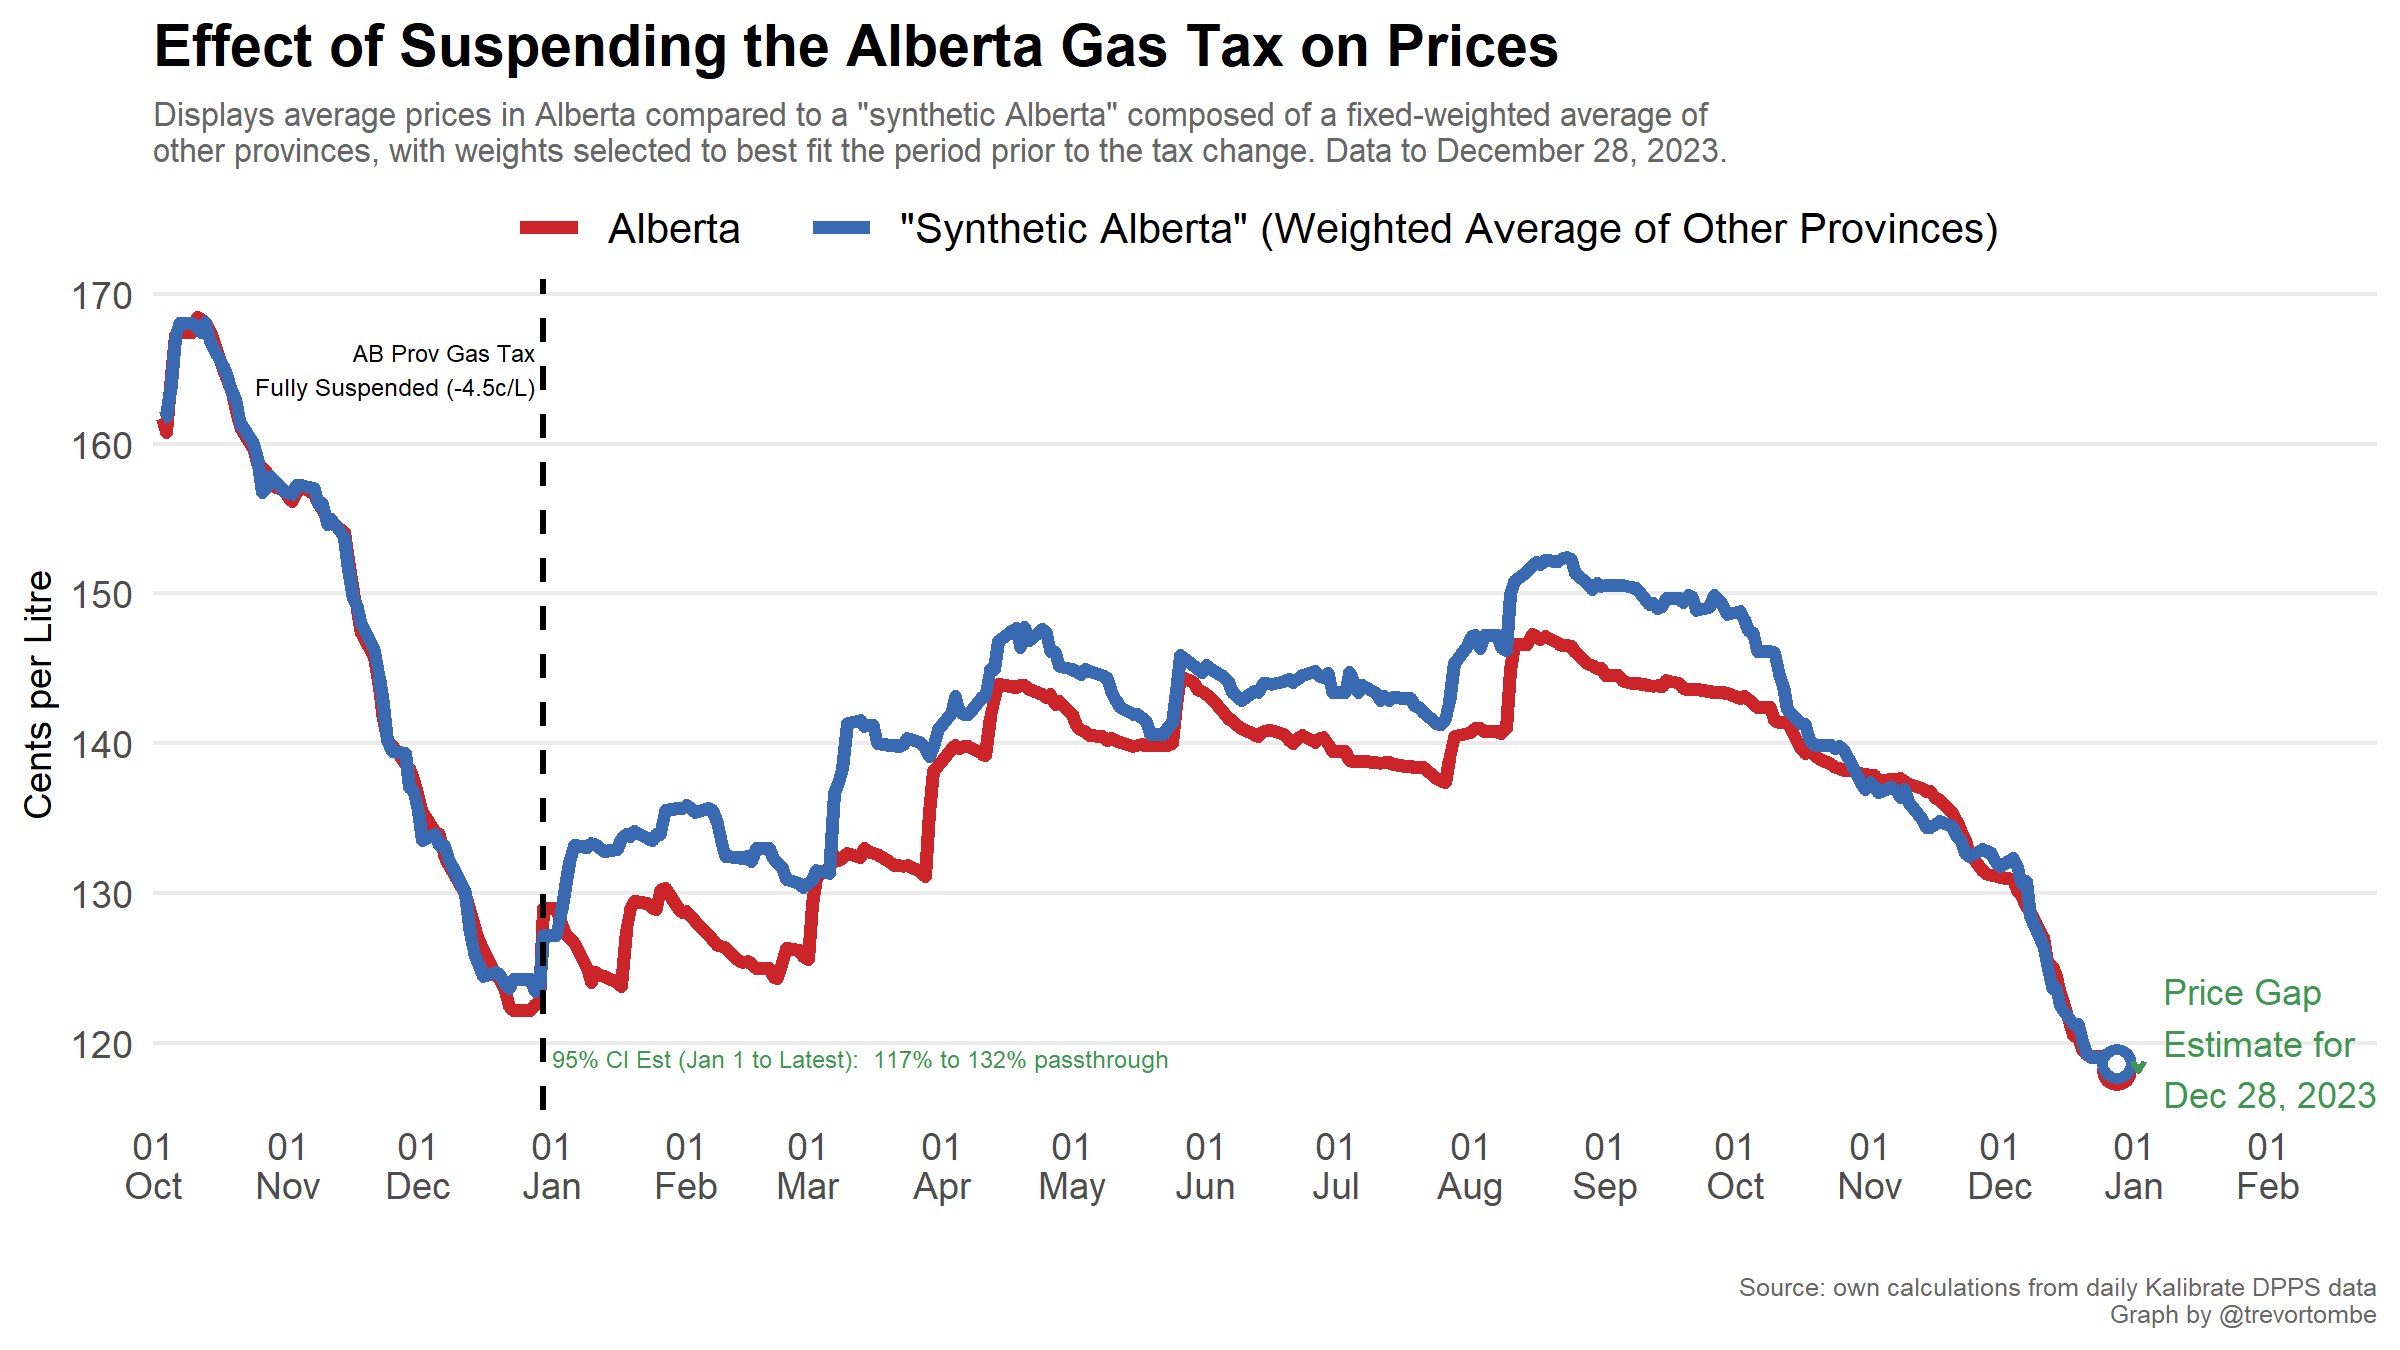 Effect of Suspending the Alberta Gas Tax on Prices
Displays average prices in Alberta compared to a "synthetic Alberta" composed of a fixed-weighted average of
other provinces, with weights selected to best fit the period prior to the tax change. Data to December 28, 2023.
Alberta
"Synthetic Alberta" (Weighted Average of Other Provinces)
170
160
150
140
130
120
Cents per Litre
AB Prov Gas Tax
Fully Suspended (-4.5c/L)
95% CI Est (Jan 1 to Latest):  117% to 132% passthrough
Price Gap
Estimate for
Dec 28, 2023
01 01 01 01 01 01 01 01 01 01 01 01 01 01 01 01 01
Oct Nov Dec Jan Feb Mar Apr May Jun Jul Aug Sep Oct Nov Dec Jan Feb
Source: own calculations from daily Kalibrate DPPS data
Graph by @trevortombe